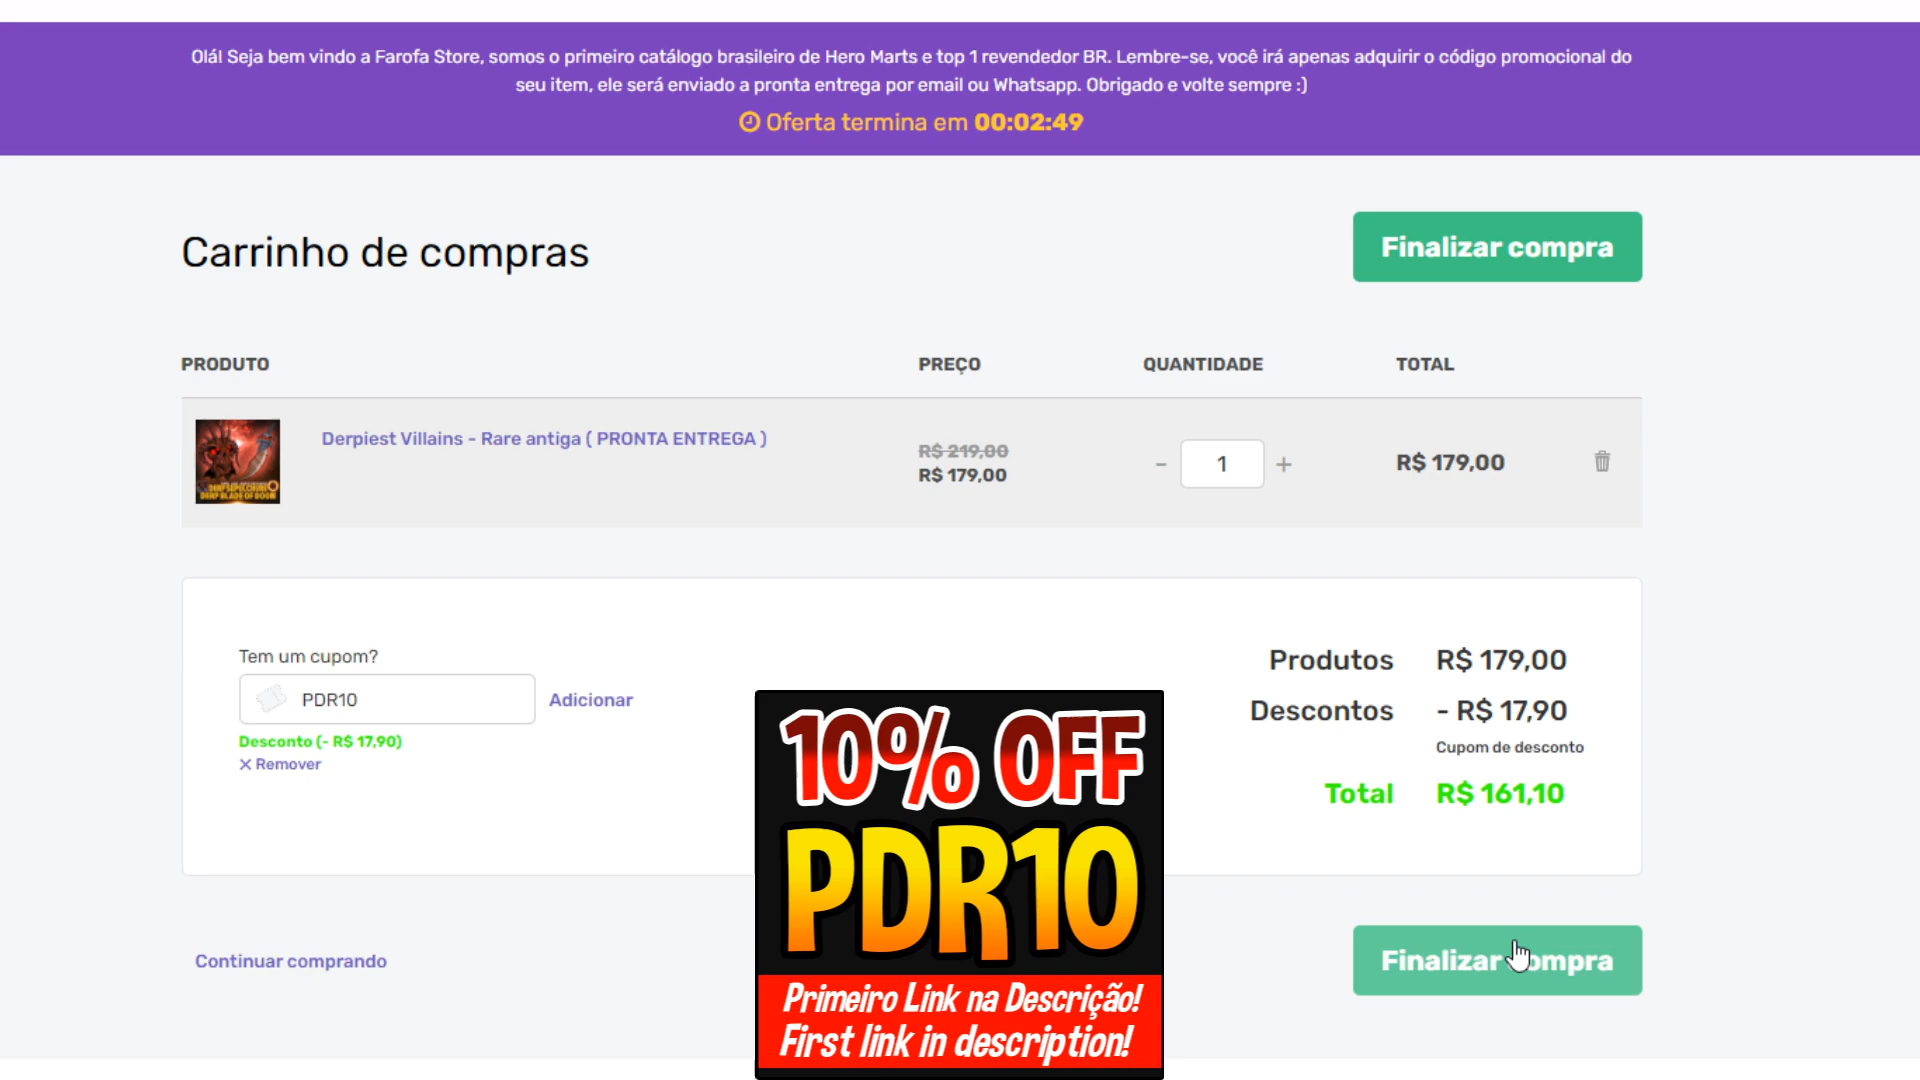 Olá! Seja bem vindo a Farofa Store, somos o primeiro catálogo brasileiro de Hero Marts e top 1 revendedor BR. Lembre-se, você irá apenas adquirir o código promocional do
seu item, ele será enviado a pronta entrega por email ou Whatsapp. Obrigado e volte sempre :)
Oferta termina em 00:02:49
Carrinho de compras
Finalizar compra
PRODUTO PREÇO QUANTIDADE TOTAL
Derpiest Villains - Rare antiga ( PRONTA ENTREGA )
R$ 219,00
R$ 179,00
- 1 +
R$ 179,00
DERP BLADE OF DOOM
Tem um cupom?
PDR10 Adicionar
Desconto (- R$ 17,90)
✕ Remover
Produtos R$ 179,00
Descontos - R$ 17,90
Cupom de desconto
Total R$ 161,10
10% OFF
PDR10
Primeiro Link na Descrição!
First link in description!
Continuar comprando
Finalizar compra